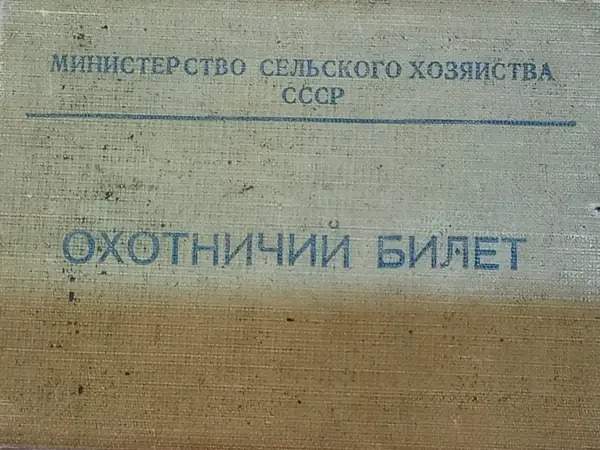 МИНИСТЕРСТВО СЕЛЬСКОГО ХОЗЯЙСТВА
СССР
ОХОТНИЧИЙ БИЛЕТ